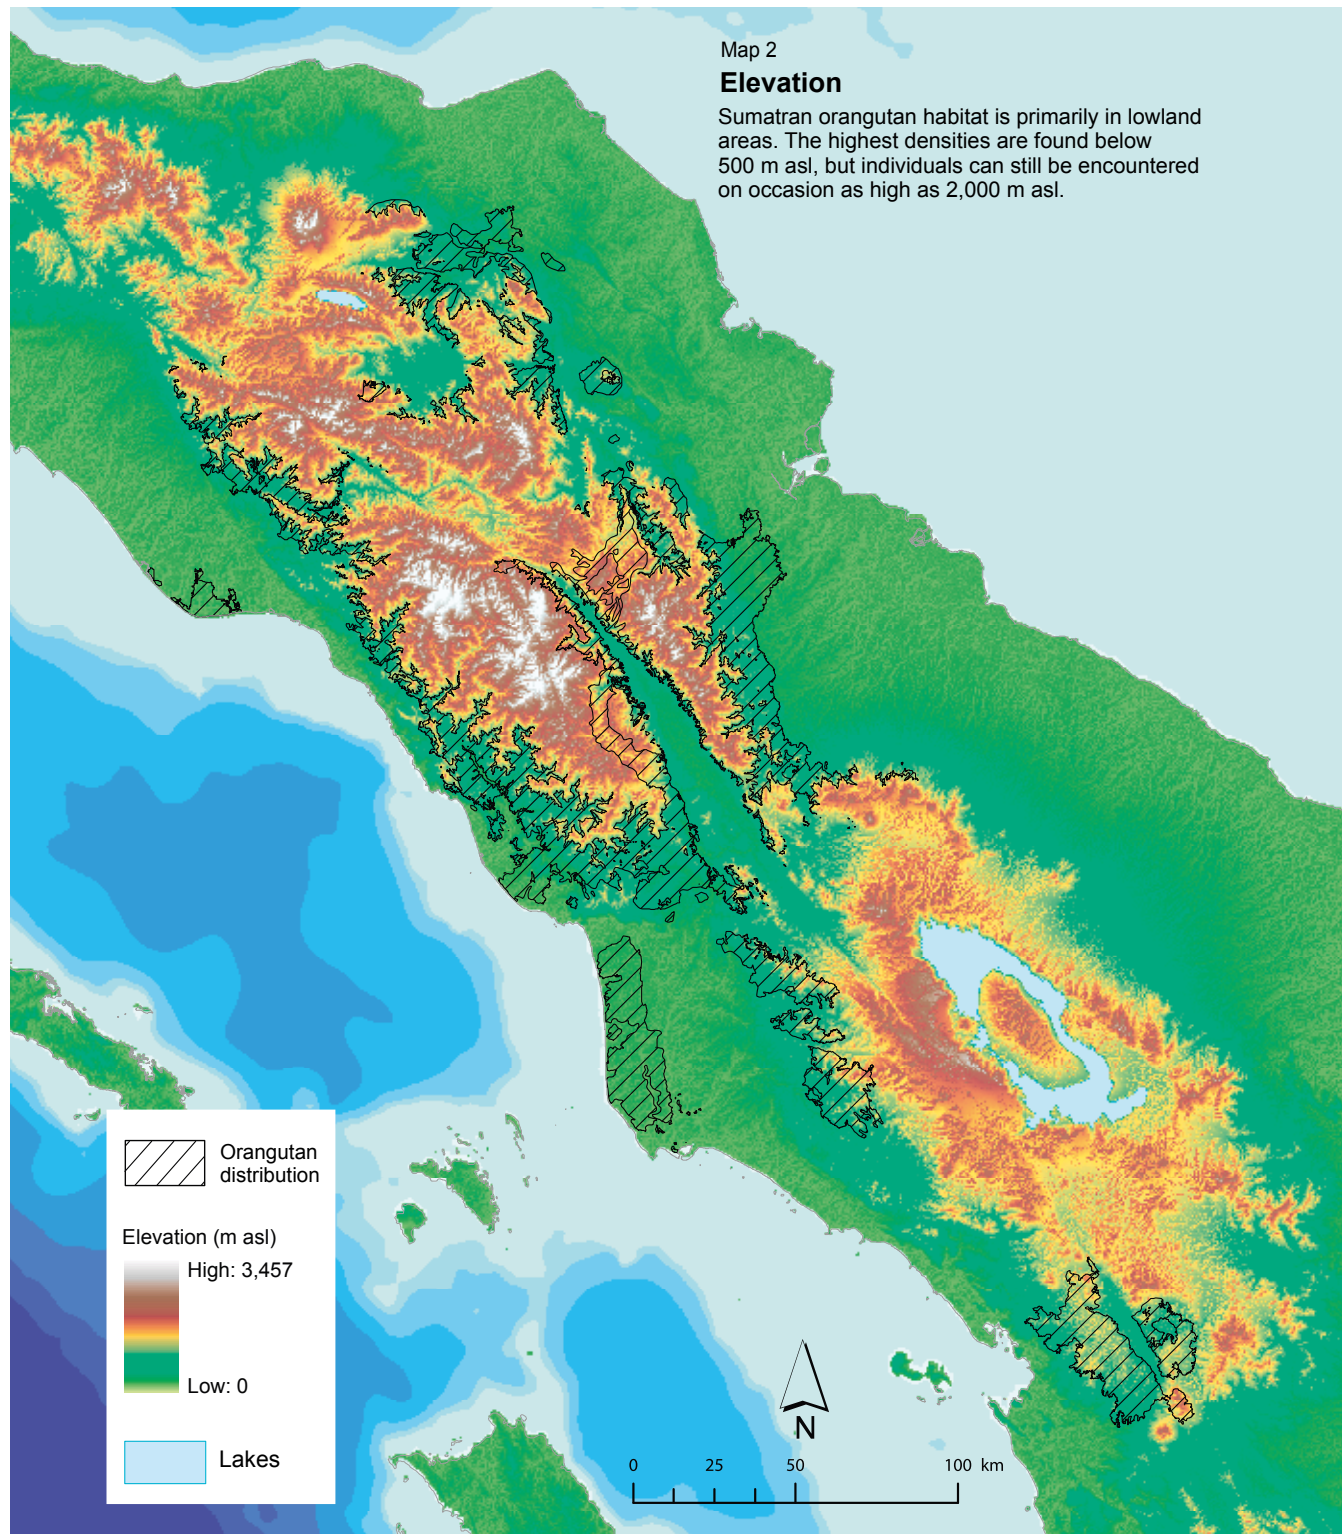 Map 2
Elevation
Sumatran orangutan habitat is primarily in lowland
areas. The highest densities are found below
500 m asl, but individuals can still be encountered
on occasion as high as 2,000 m asl.
Orangutan
distribution
Elevation (m asl)
High: 3,457
Low: 0
Lakes
N
0 25 50 100 km